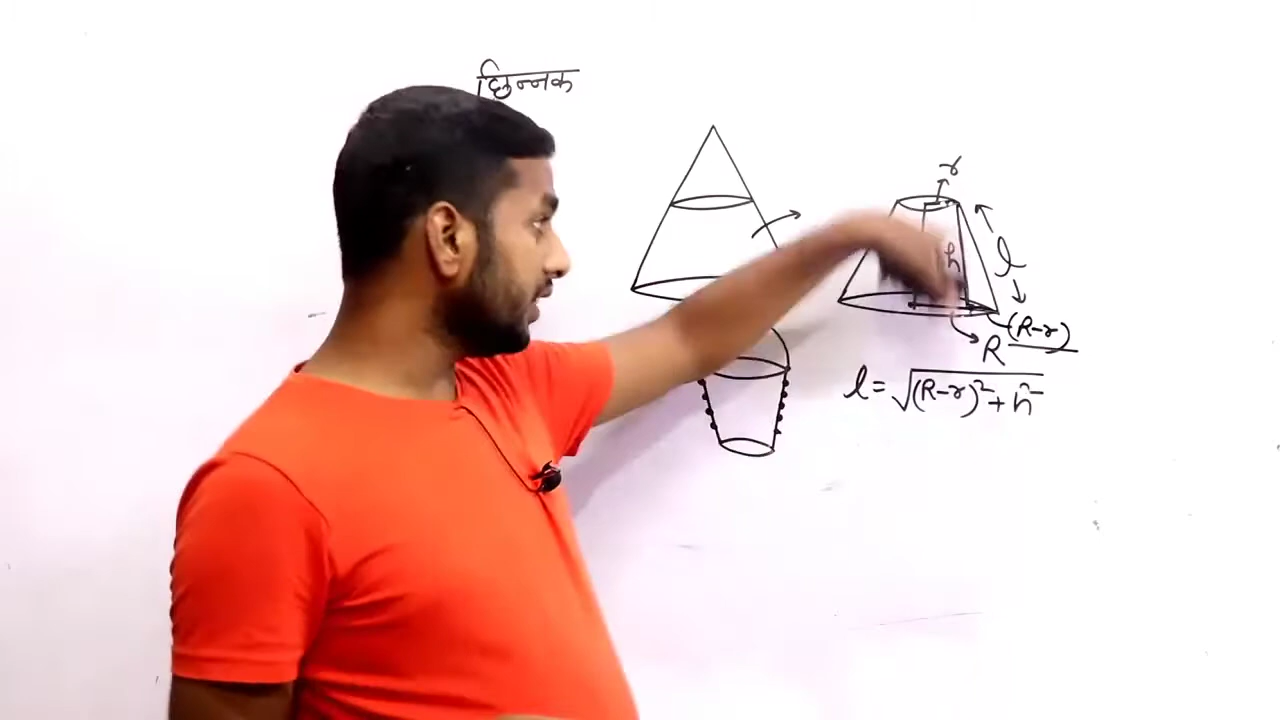 छिन्नक
r
h
l
(R-r)
R
l = √(R-r)² + h²